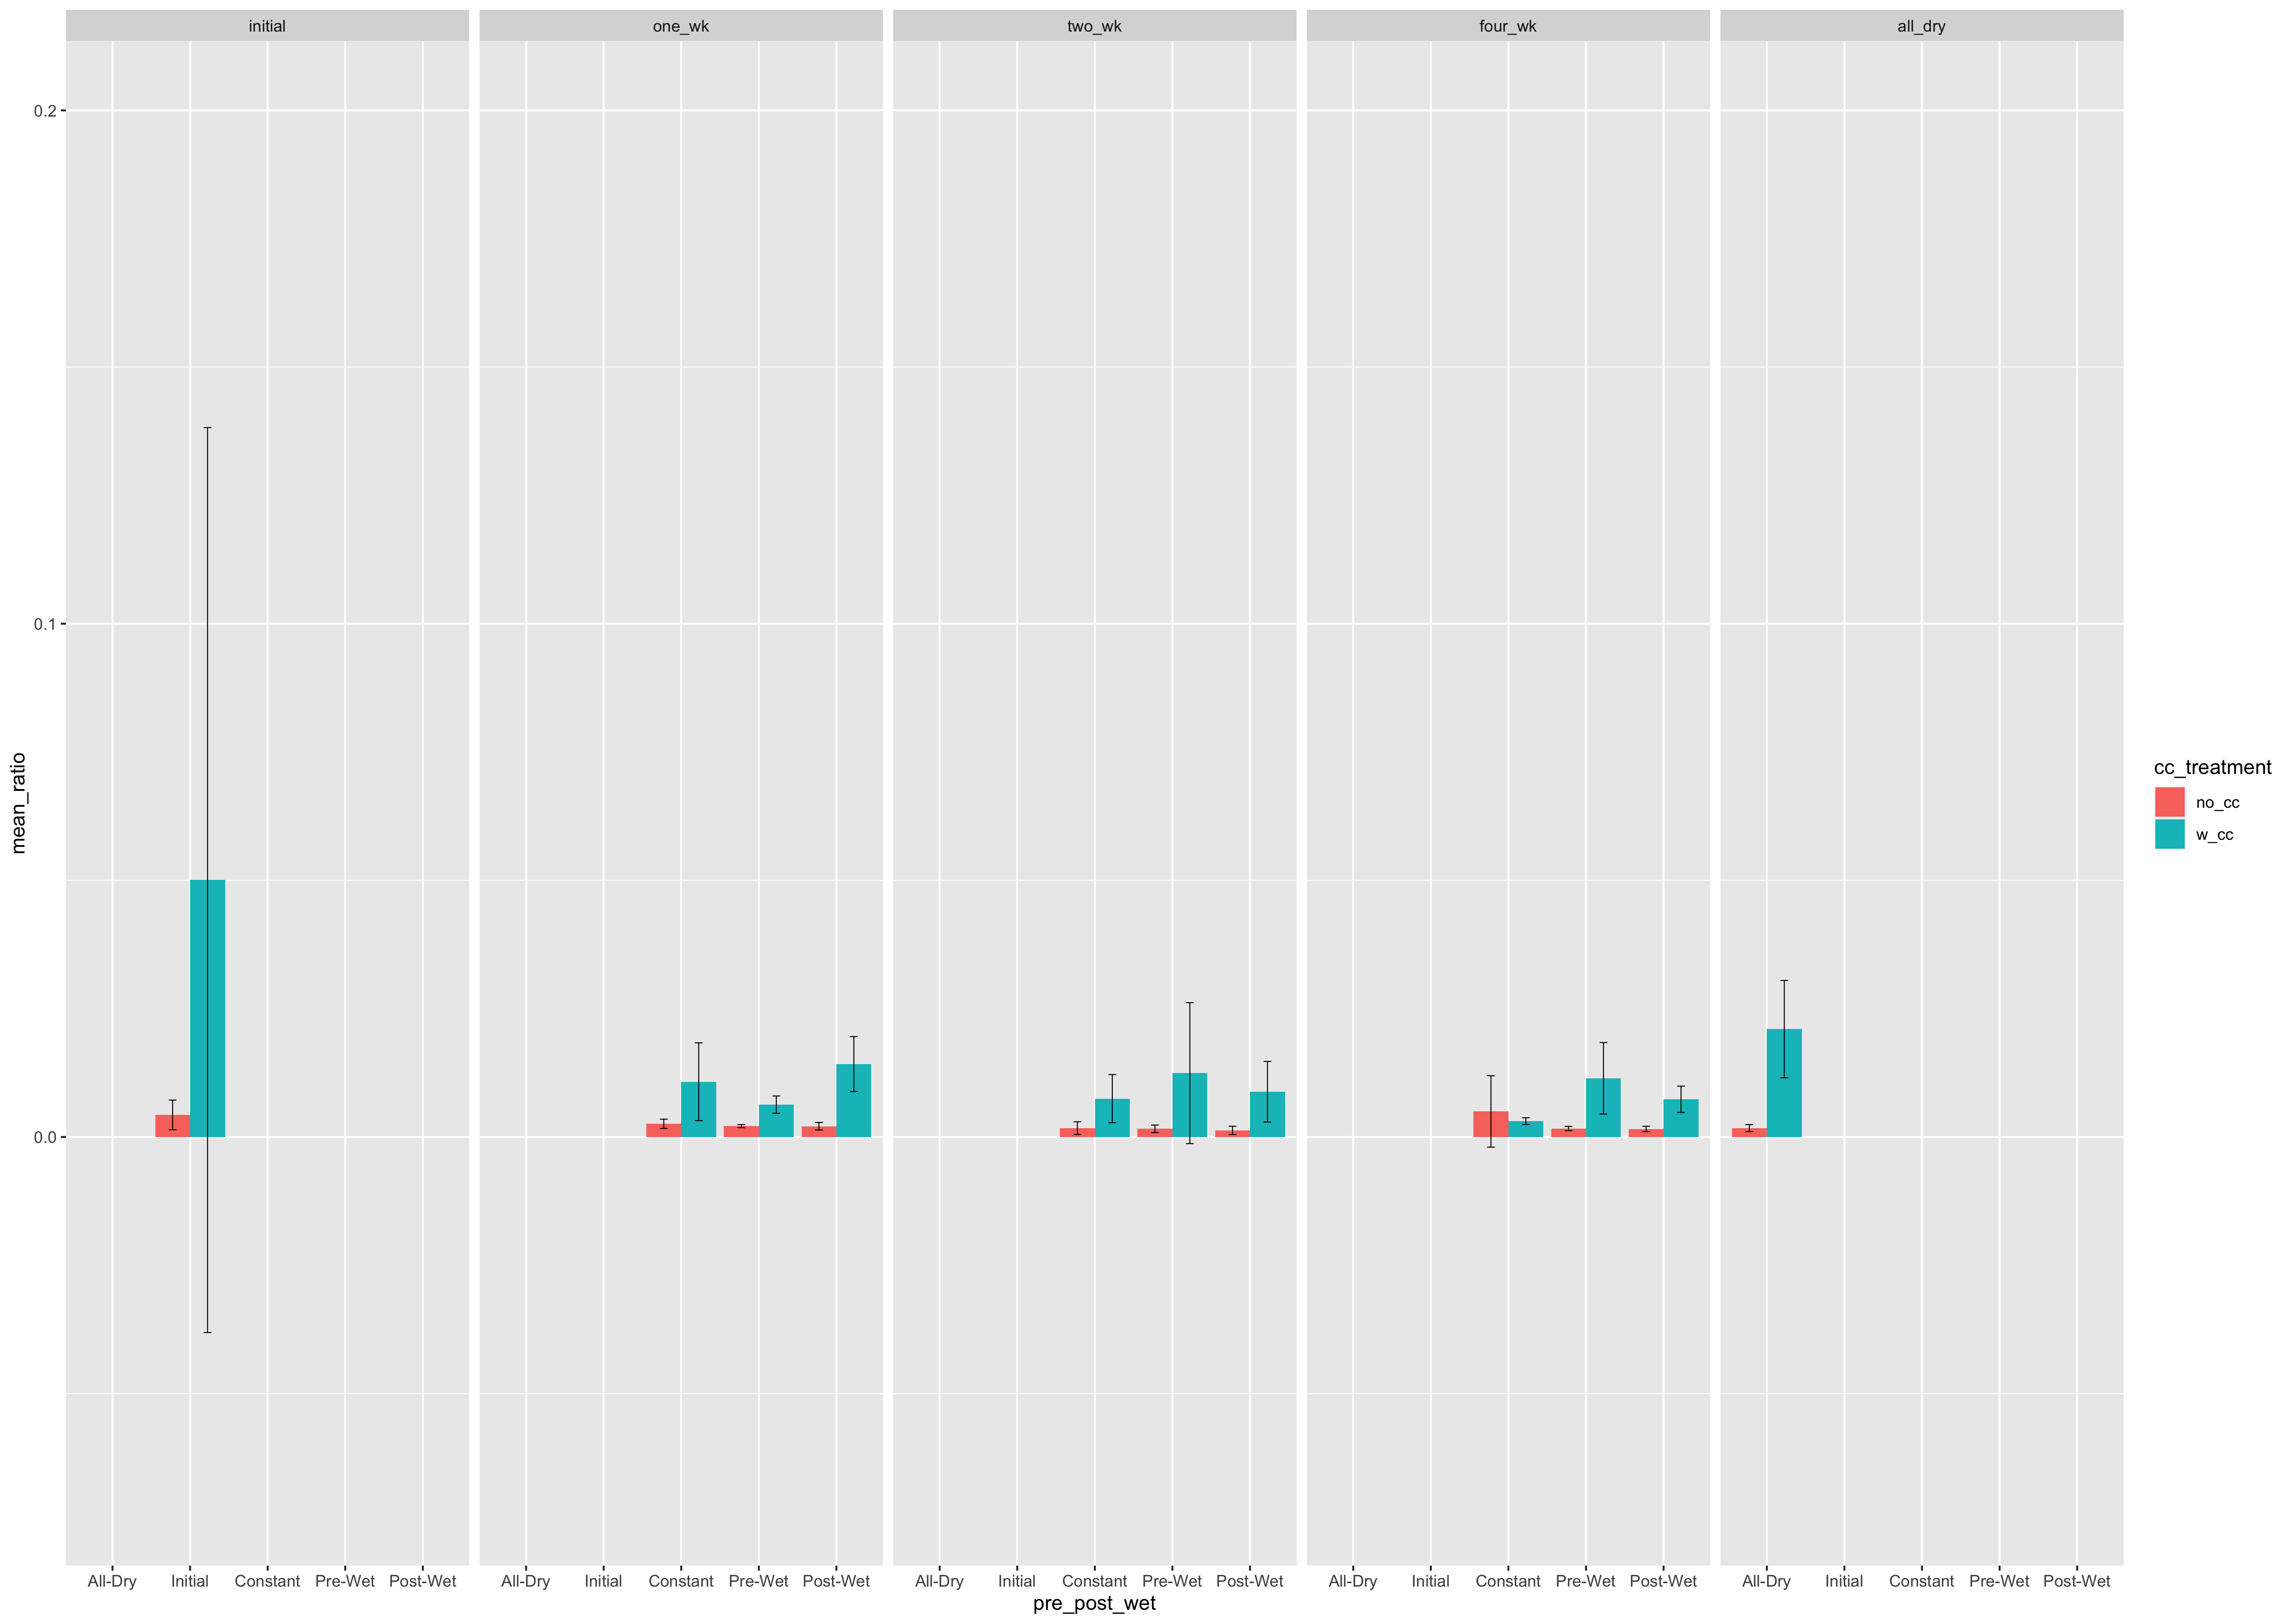 initial one_wk two_wk four_wk all_dry
0.2
0.1
0.0
mean_ratio
cc_treatment
no_cc
w_cc
All-Dry Initial Constant Pre-Wet Post-Wet All-Dry Initial Constant Pre-Wet Post-Wet All-Dry Initial Constant Pre-Wet Post-Wet All-Dry Initial Constant Pre-Wet Post-Wet All-Dry Initial Constant Pre-Wet Post-Wet
pre_post_wet